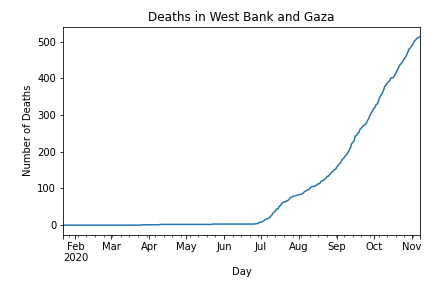 Deaths in West Bank and Gaza
Number of Deaths
500
400
300
200
100
0
Feb Mar Apr May Jun Jul Aug Sep Oct Nov
2020
Day